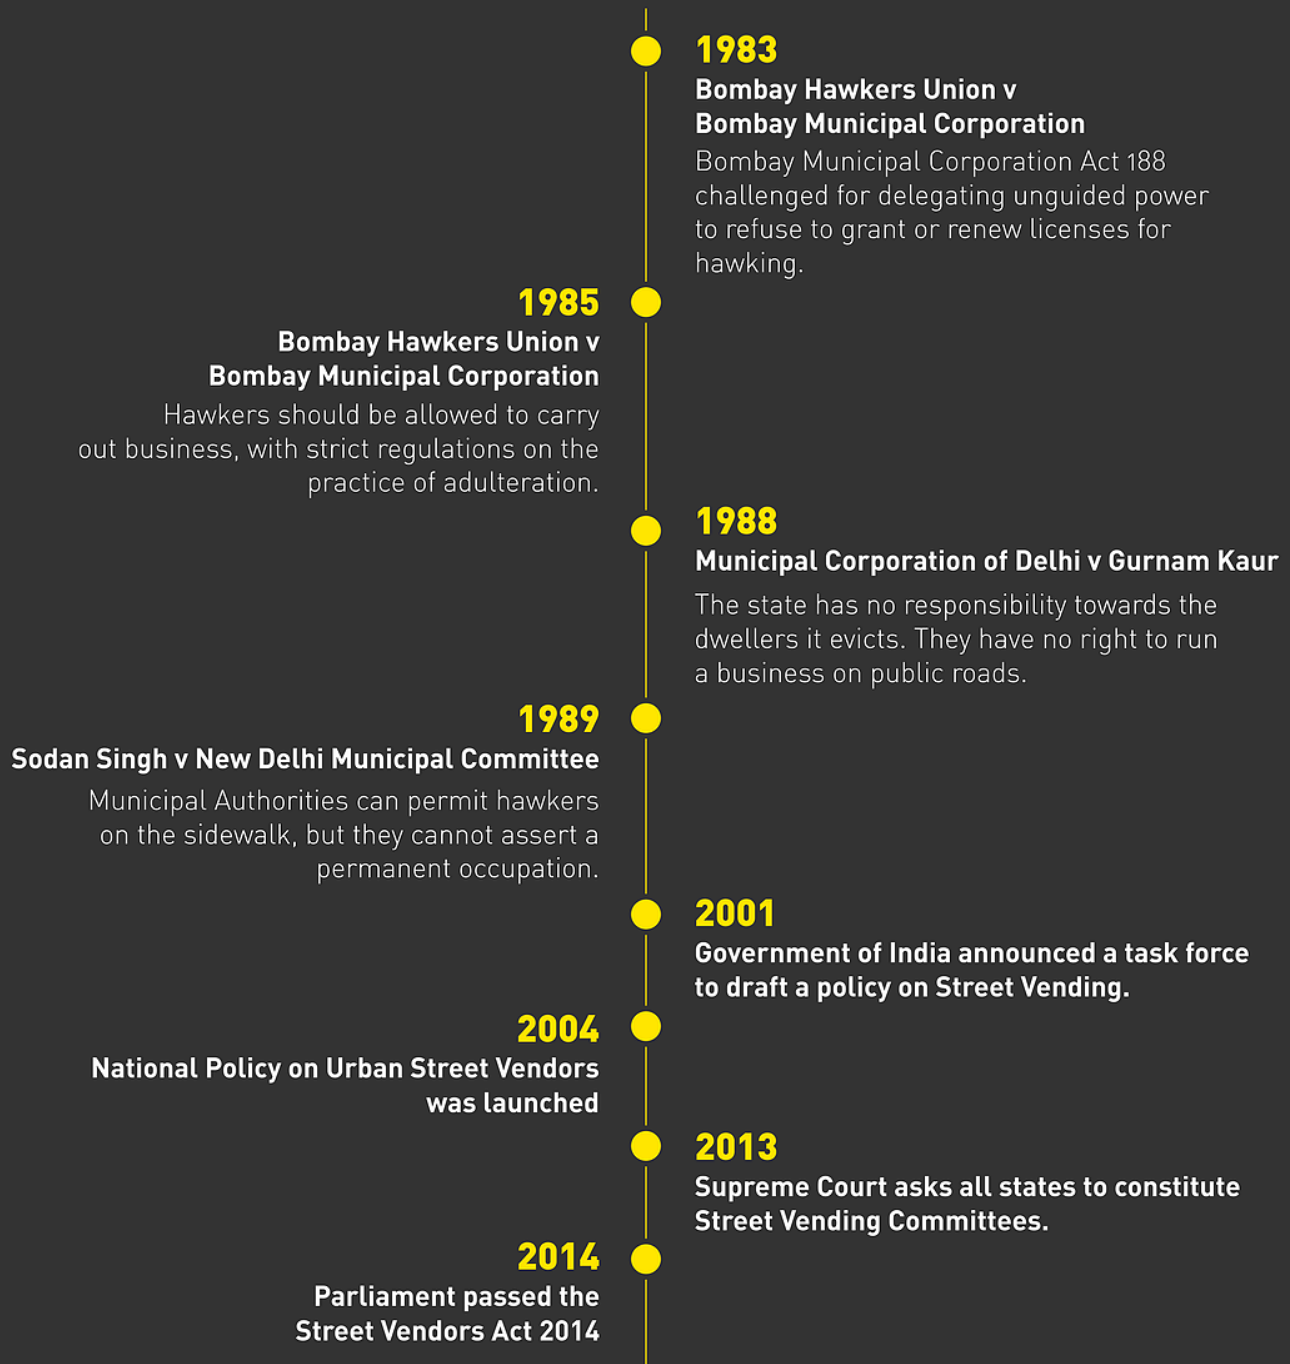 1983
Bombay Hawkers Union v
Bombay Municipal Corporation
Bombay Municipal Corporation Act 188
challenged for delegating unguided power
to refuse to grant or renew licenses for
hawking.
1985
Bombay Hawkers Union v
Bombay Municipal Corporation
Hawkers should be allowed to carry
out business, with strict regulations on the
practice of adulteration.
1988
Municipal Corporation of Delhi v Gurnam Kaur
The state has no responsibility towards the
dwellers it evicts. They have no right to run
a business on public roads.
1989
Sodan Singh v New Delhi Municipal Committee
Municipal Authorities can permit hawkers
on the sidewalk, but they cannot assert a
permanent occupation.
2001
Government of India announced a task force
to draft a policy on Street Vending.
2004
National Policy on Urban Street Vendors
was launched
2013
Supreme Court asks all states to constitute
Street Vending Committees.
2014
Parliament passed the
Street Vendors Act 2014